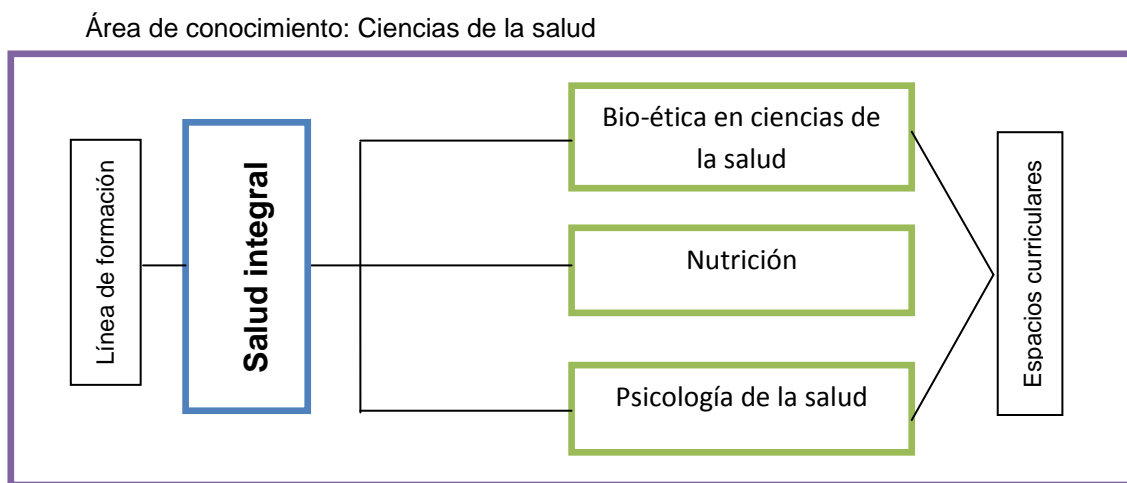 Área de conocimiento: Ciencias de la salud
Línea de formación
Salud integral
Bio-ética en ciencias de
la salud
Nutrición
Psicología de la salud
Espacios curriculares